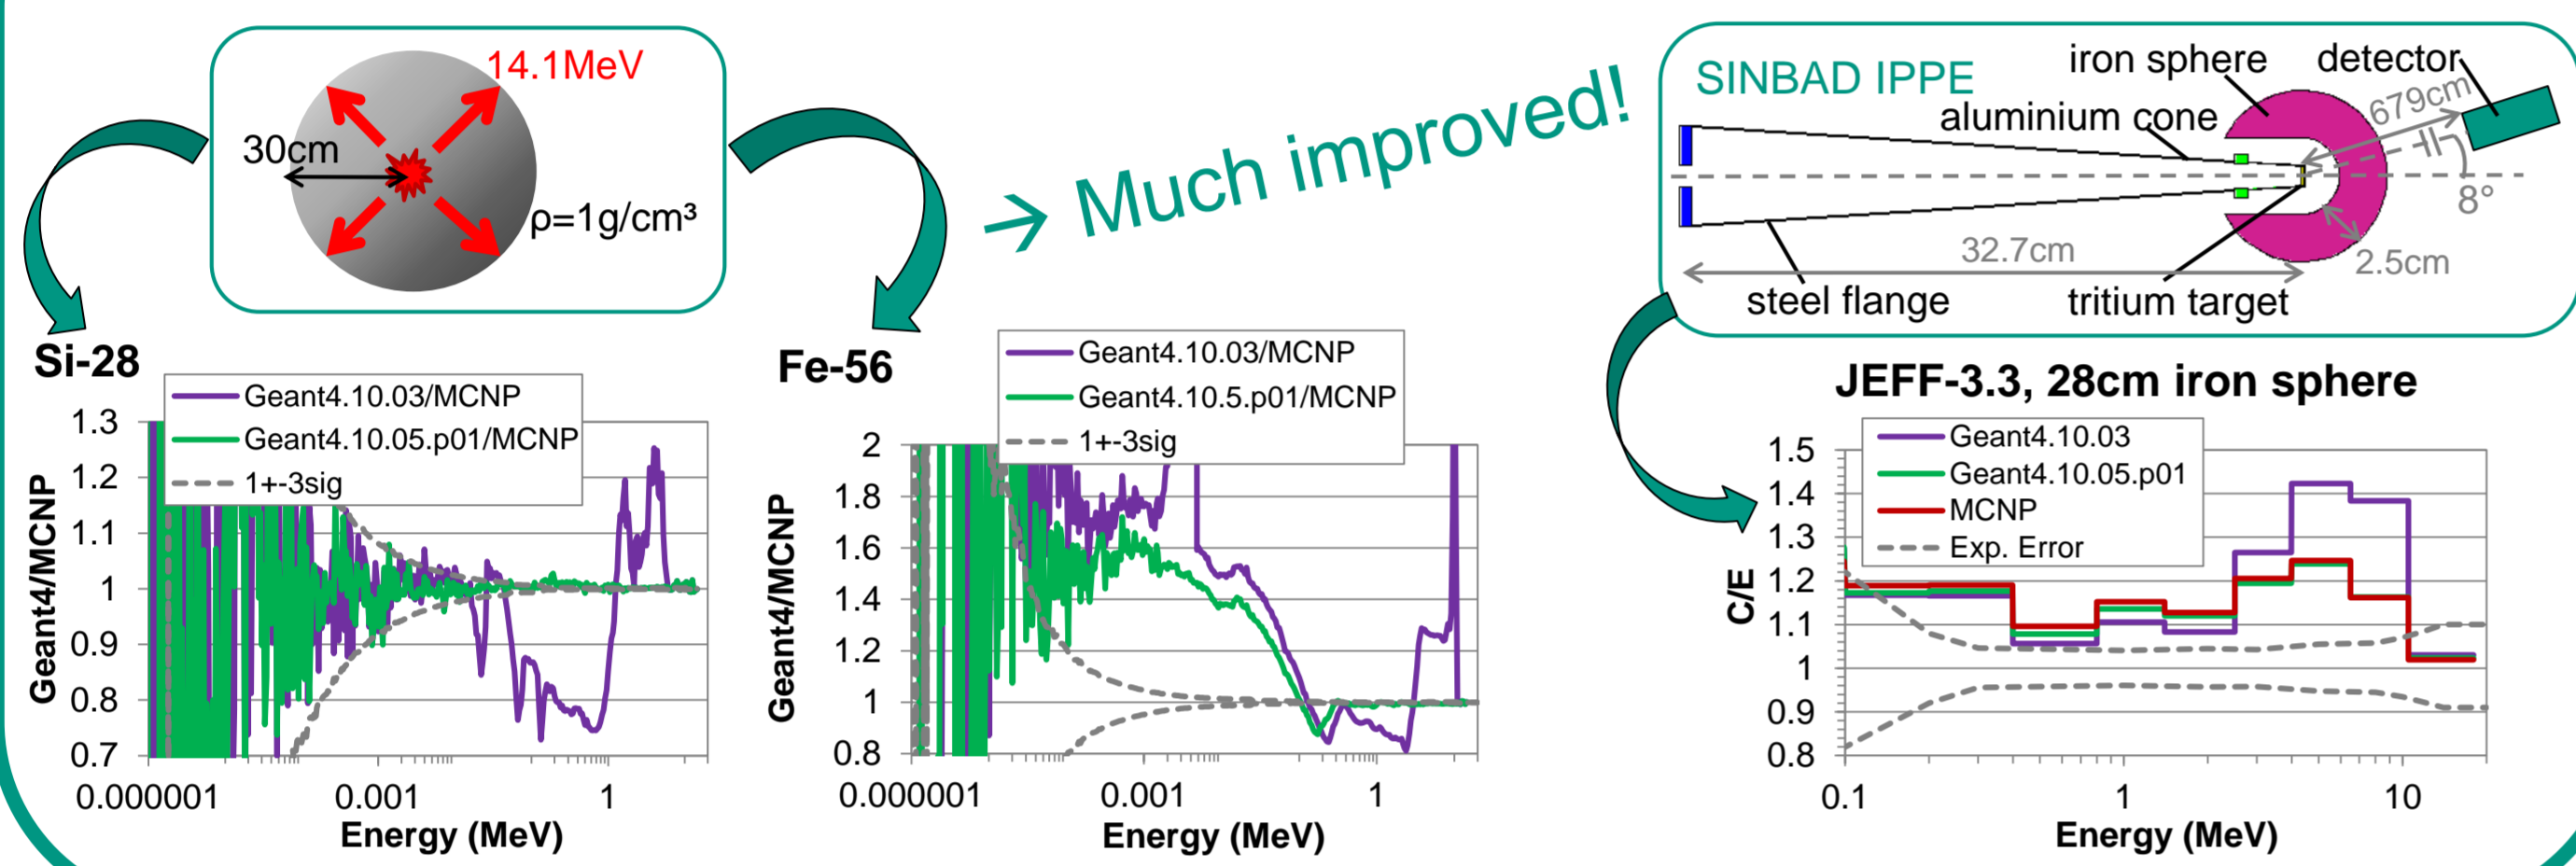 14.1MeV
30cm
ρ=1g/cm³
→ Much improved!
SINBAD IPPE
iron sphere
detector
aluminium cone
679cm
8°
32.7cm
2.5cm
steel flange
tritium target
Si-28
Geant4.10.03/MCNP
Geant4.10.05.p01/MCNP
1+-3sig
Geant4/MCNP
1.3
1.2
1.1
1
0.9
0.8
0.7
0.000001
0.001
1
Energy (MeV)
Fe-56
Geant4.10.03/MCNP
Geant4.10.5.p01/MCNP
1+-3sig
Geant4/MCNP
2
1.8
1.6
1.4
1.2
1
0.8
0.000001
0.001
1
Energy (MeV)
JEFF-3.3, 28cm iron sphere
Geant4.10.03
Geant4.10.05.p01
MCNP
Exp. Error
C/E
1.5
1.4
1.3
1.2
1.1
1
0.9
0.8
0.1
1
10
Energy (MeV)